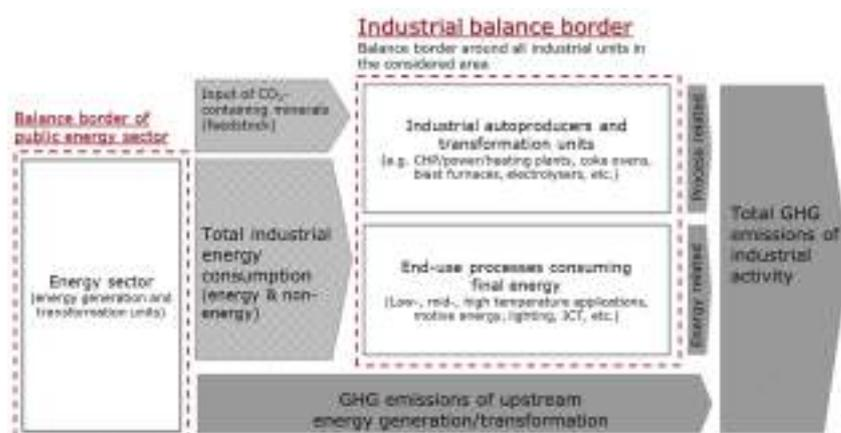 Industrial balance border
Balance border around all industrial units in
the considered area
Balance border of
public energy sector
Input of CO₂-
containing minerals
(feedstock)
Industrial autoproducers and
transformation units
(e.g. CHP/power/heating plants, coke ovens,
blast furnaces, electrolysers, etc.)
Process related
Total industrial
energy
consumption
(energy & non-
energy)
Energy sector
(energy generation and
transformation units)
End-use processes consuming
final energy
(Low-, mid-, high temperature applications,
motive energy, lighting, ICT, etc.)
Energy related
Total GHG
emissions of
industrial
activity
GHG emissions of upstream
energy generation/transformation